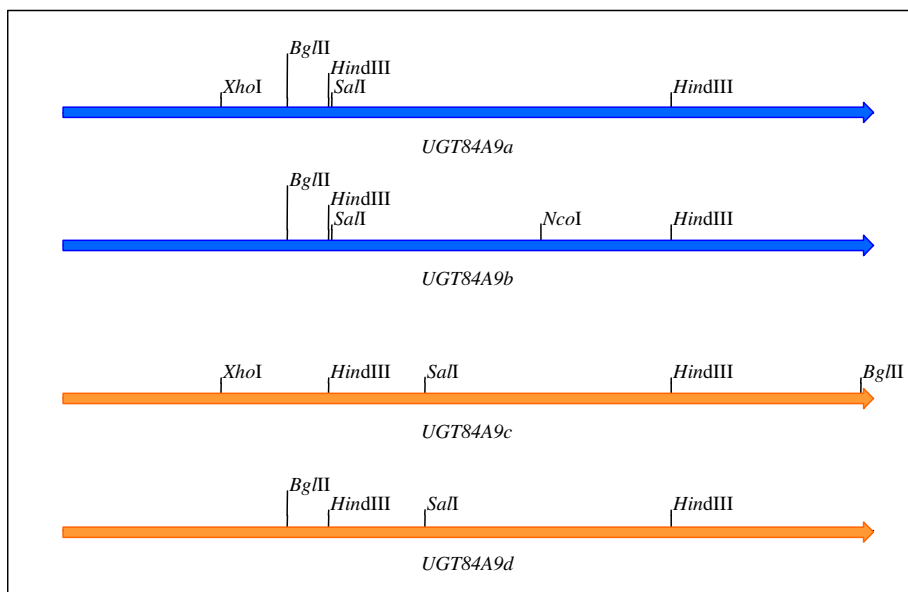 BglII
HindIII
XhoI SalI HindIII
UGT84A9a
BglII
HindIII
SalI NcoI HindIII
UGT84A9b
XhoI HindIII SalI HindIII BglII
UGT84A9c
BglII
HindIII SalI HindIII
UGT84A9d